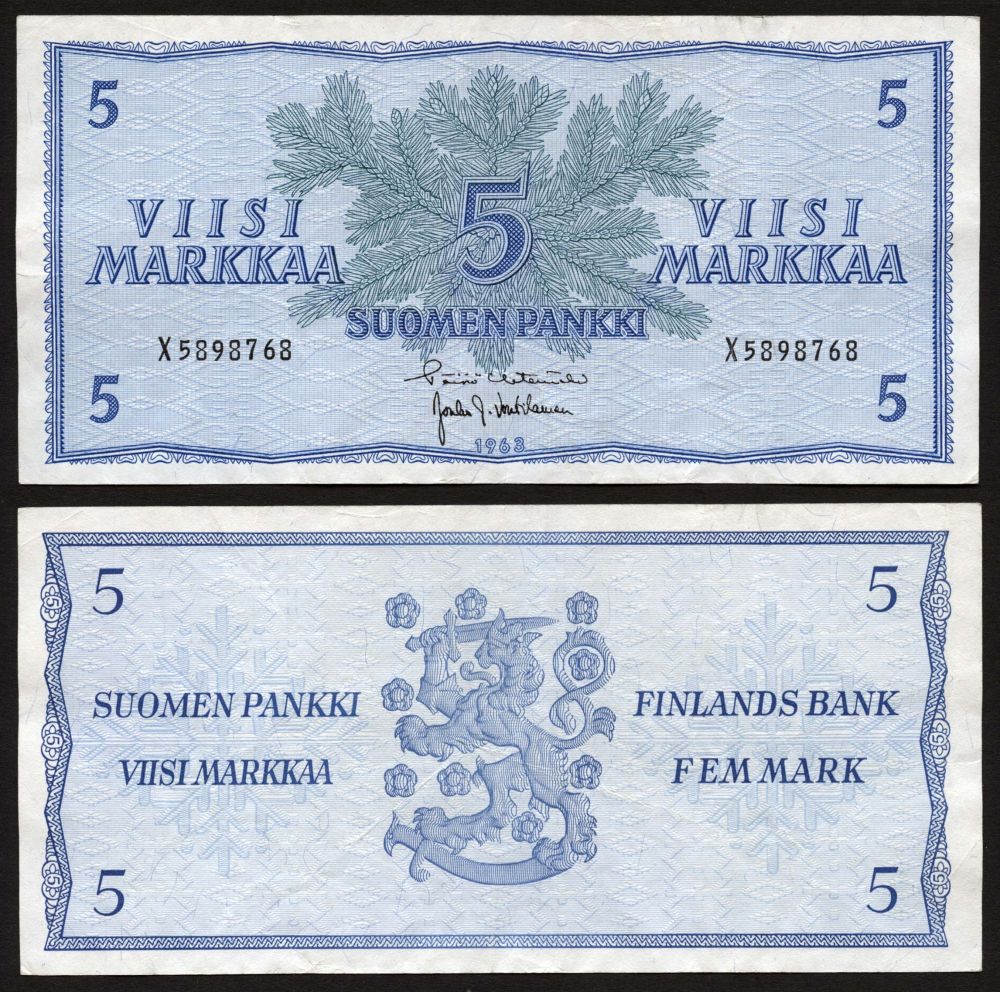 5 5
VIISI MARKKAA
5
VIISI MARKKAA
SUOMEN PANKKI
X5898768 X5898768
5 5
1963
5 5
SUOMEN PANKKI FINLANDS BANK
VIISI MARKKAA FEM MARK
5 5